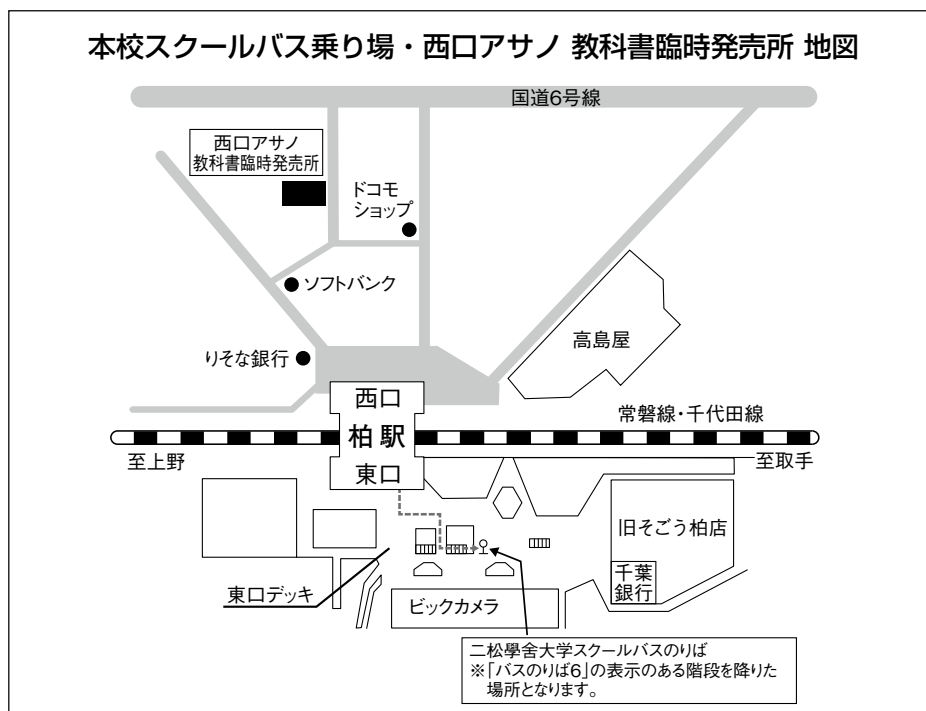 本校スクールバス乗り場・西口アサノ 教科書臨時発売所 地図
国道6号線
西口アサノ
教科書臨時発売所
ドコモ
ショップ
ソフトバンク
りそな銀行
高島屋
西口
柏駅
東口
常磐線・千代田線
至上野
至取手
旧そごう柏店
千葉
銀行
東口デッキ
ビックカメラ
二松學舎大学スクールバスのりば
※「バスのりば6」の表示のある階段を降りた
場所となります。